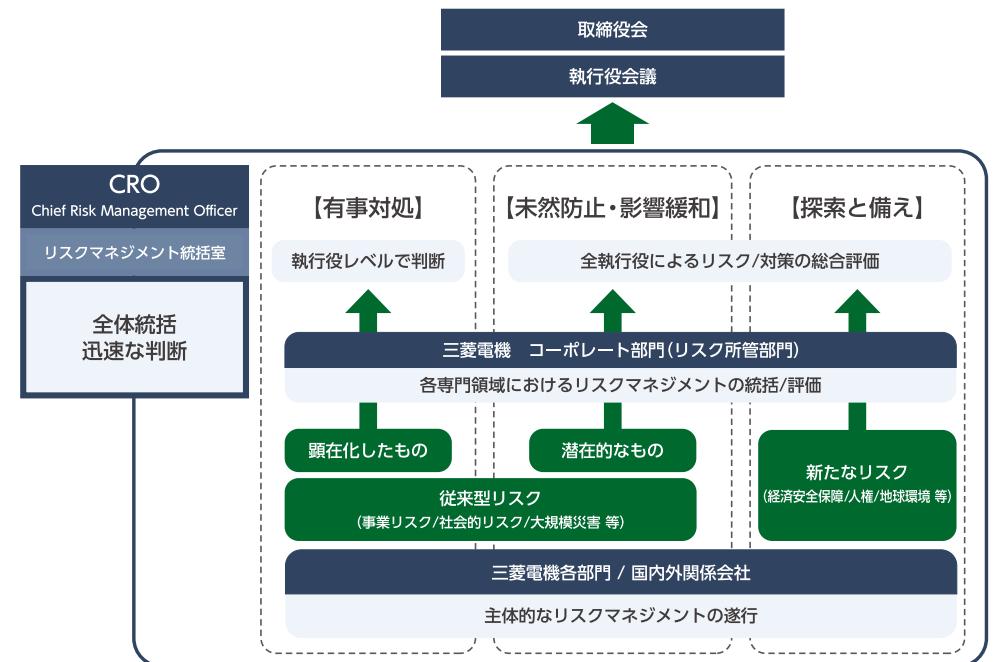 取締役会
執行役会議
CRO
Chief Risk Management Officer
リスクマネジメント統括室
全体統括
迅速な判断
【有事対処】
【未然防止・影響緩和】
【探索と備え】
執行役レベルで判断
全執行役によるリスク/対策の総合評価
三菱電機　コーポレート部門（リスク所管部門）
各専門領域におけるリスクマネジメントの統括/評価
顕在化したもの
潜在的なもの
従来型リスク
（事業リスク/社会的リスク/大規模災害 等）
新たなリスク
（経済安全保障/人権/地球環境 等）
三菱電機各部門 / 国内外関係会社
主体的なリスクマネジメントの遂行